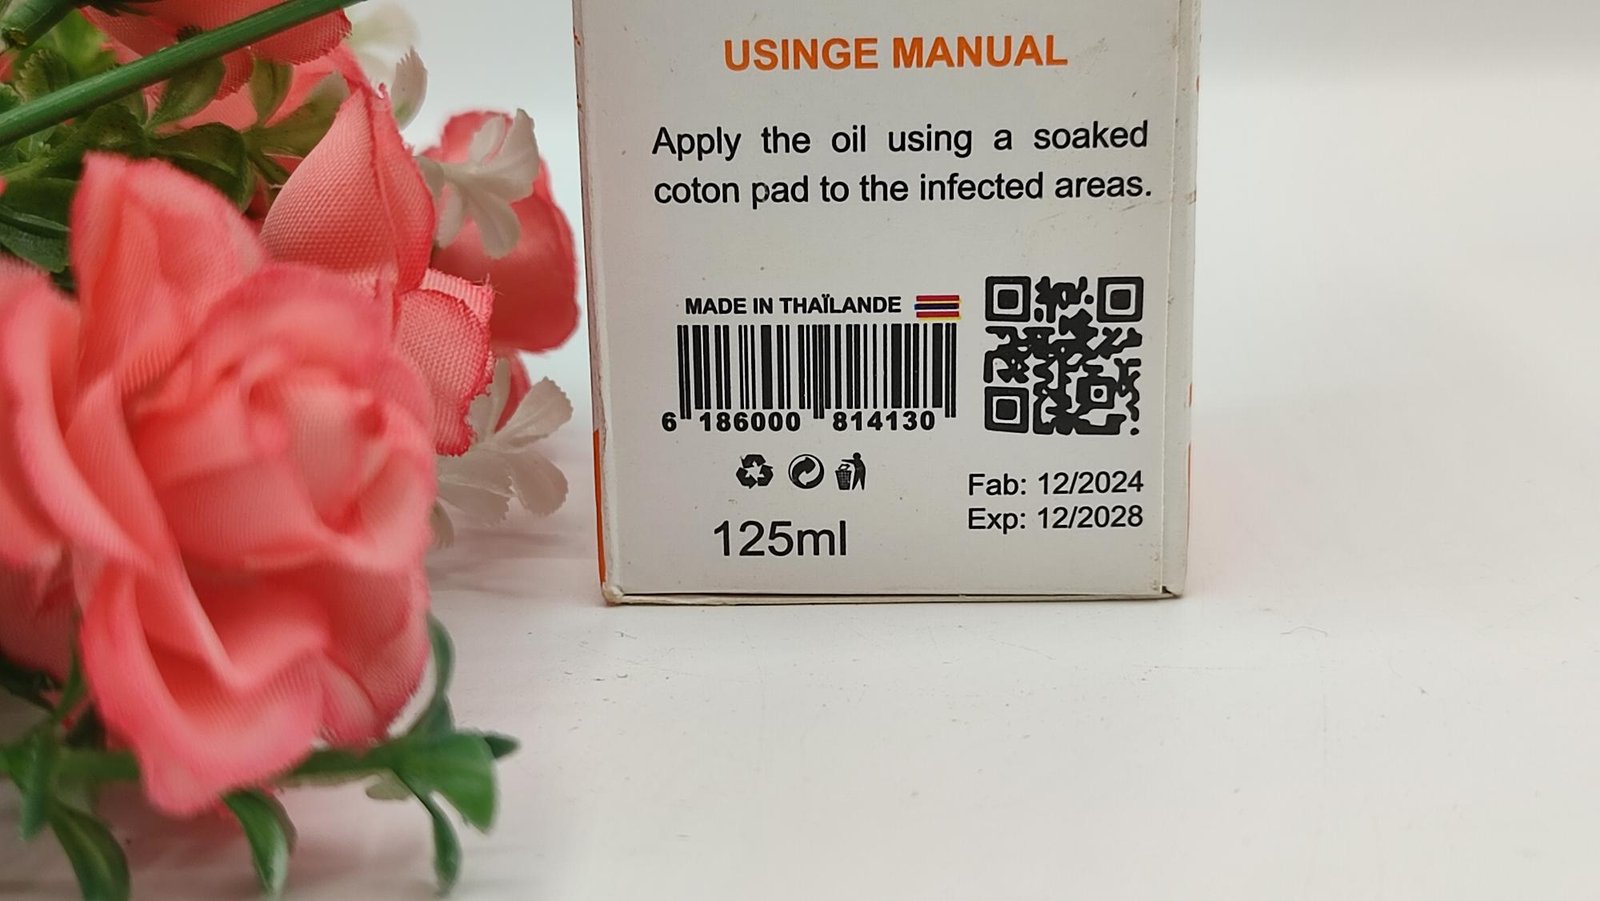 USINGE MANUAL
Apply the oil using a soaked
coton pad to the infected areas.
MADE IN THAÏLANDE
6 186000 814130
Fab: 12/2024
Exp: 12/2028
125ml